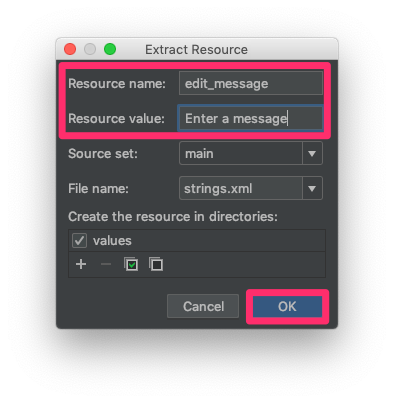 Extract Resource
Resource name: edit_message
Resource value: Enter a message
Source set: main
File name: strings.xml
Create the resource in directories:
values
Cancel OK